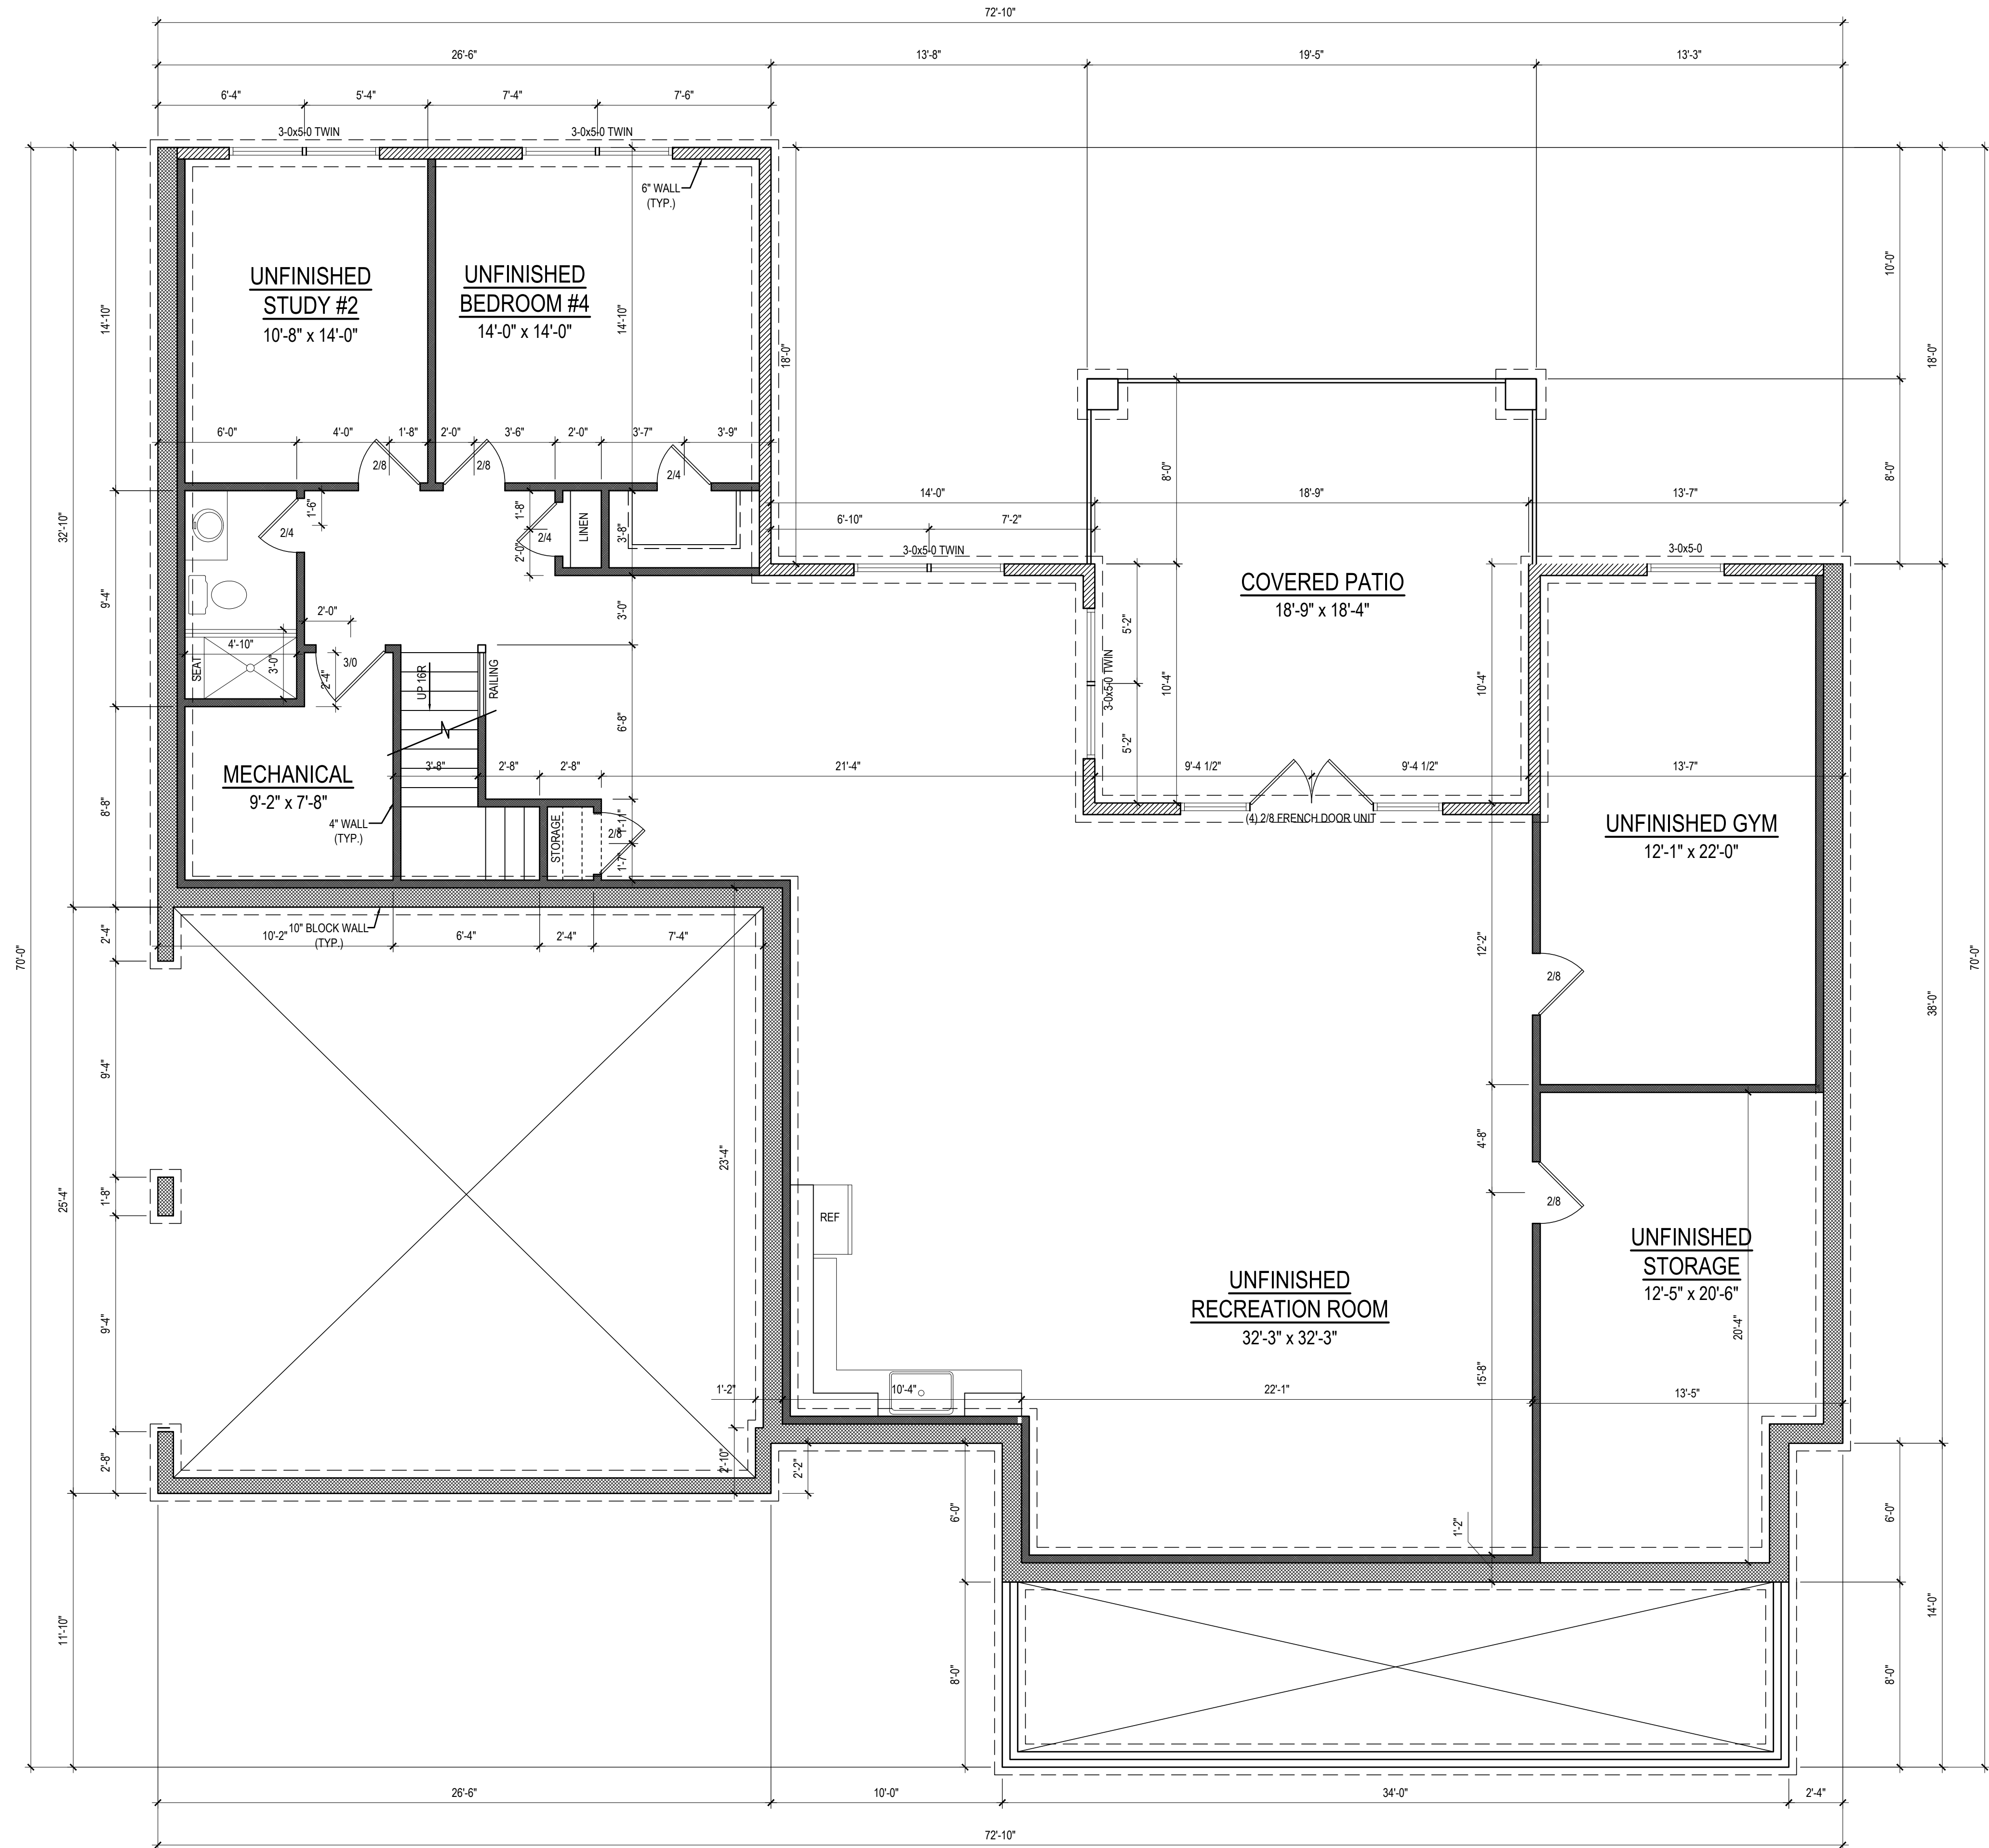 72'-10"
26'-6"
13'-8"
19'-5"
13'-3"
6'-4"
5'-4"
7'-4"
7'-6"
3-0x5-0 TWIN
3-0x5-0 TWIN
6" WALL
(TYP.)
UNFINISHED
STUDY #2
10'-8" x 14'-0"
UNFINISHED
BEDROOM #4
14'-0" x 14'-0"
14'-10"
14'-10"
18'-0"
10'-0"
18'-0"
8'-0"
8'-0"
6'-0"
4'-0"
1'-8"
2'-0"
3'-6"
2'-0"
3'-7"
3'-9"
2/8
2/8
2/4
14'-0"
18'-9"
13'-7"
6'-10"
7'-2"
3-0x5-0 TWIN
3-0x5-0
32'-10"
9'-4"
1'-6"
2/4
1'-8"
2/4
2'-0"
LINEN
3'-8"
3'-0"
COVERED PATIO
18'-9" x 18'-4"
2'-0"
4'-10"
SEAT
3'-0"
3/0
2'-4"
UP 16R
RAILING
6'-8"
5'-2"
3-0x5-0 TWIN
5'-2"
10'-4"
10'-4"
MECHANICAL
9'-2" x 7'-8"
8'-8"
3'-8"
2'-8"
2'-8"
21'-4"
9'-4 1/2"
9'-4 1/2"
13'-7"
4" WALL
(TYP.)
STORAGE
2/8
1'-11"
1'-7"
(4) 2/8 FRENCH DOOR UNIT
UNFINISHED GYM
12'-1" x 22'-0"
10" BLOCK WALL
(TYP.)
10'-2"
6'-4"
2'-4"
7'-4"
2'-4"
70'-0"
12'-2"
2/8
70'-0"
38'-0"
9'-4"
23'-4"
4'-8"
25'-4"
1'-8"
REF
2/8
UNFINISHED
STORAGE
12'-5" x 20'-6"
UNFINISHED
RECREATION ROOM
32'-3" x 32'-3"
9'-4"
20'-4"
15'-8"
1'-2"
10'-4"
22'-1"
13'-5"
2'-8"
2'-10"
2'-2"
6'-0"
1'-2"
6'-0"
11'-10"
14'-0"
8'-0"
8'-0"
26'-6"
10'-0"
34'-0"
2'-4"
72'-10"